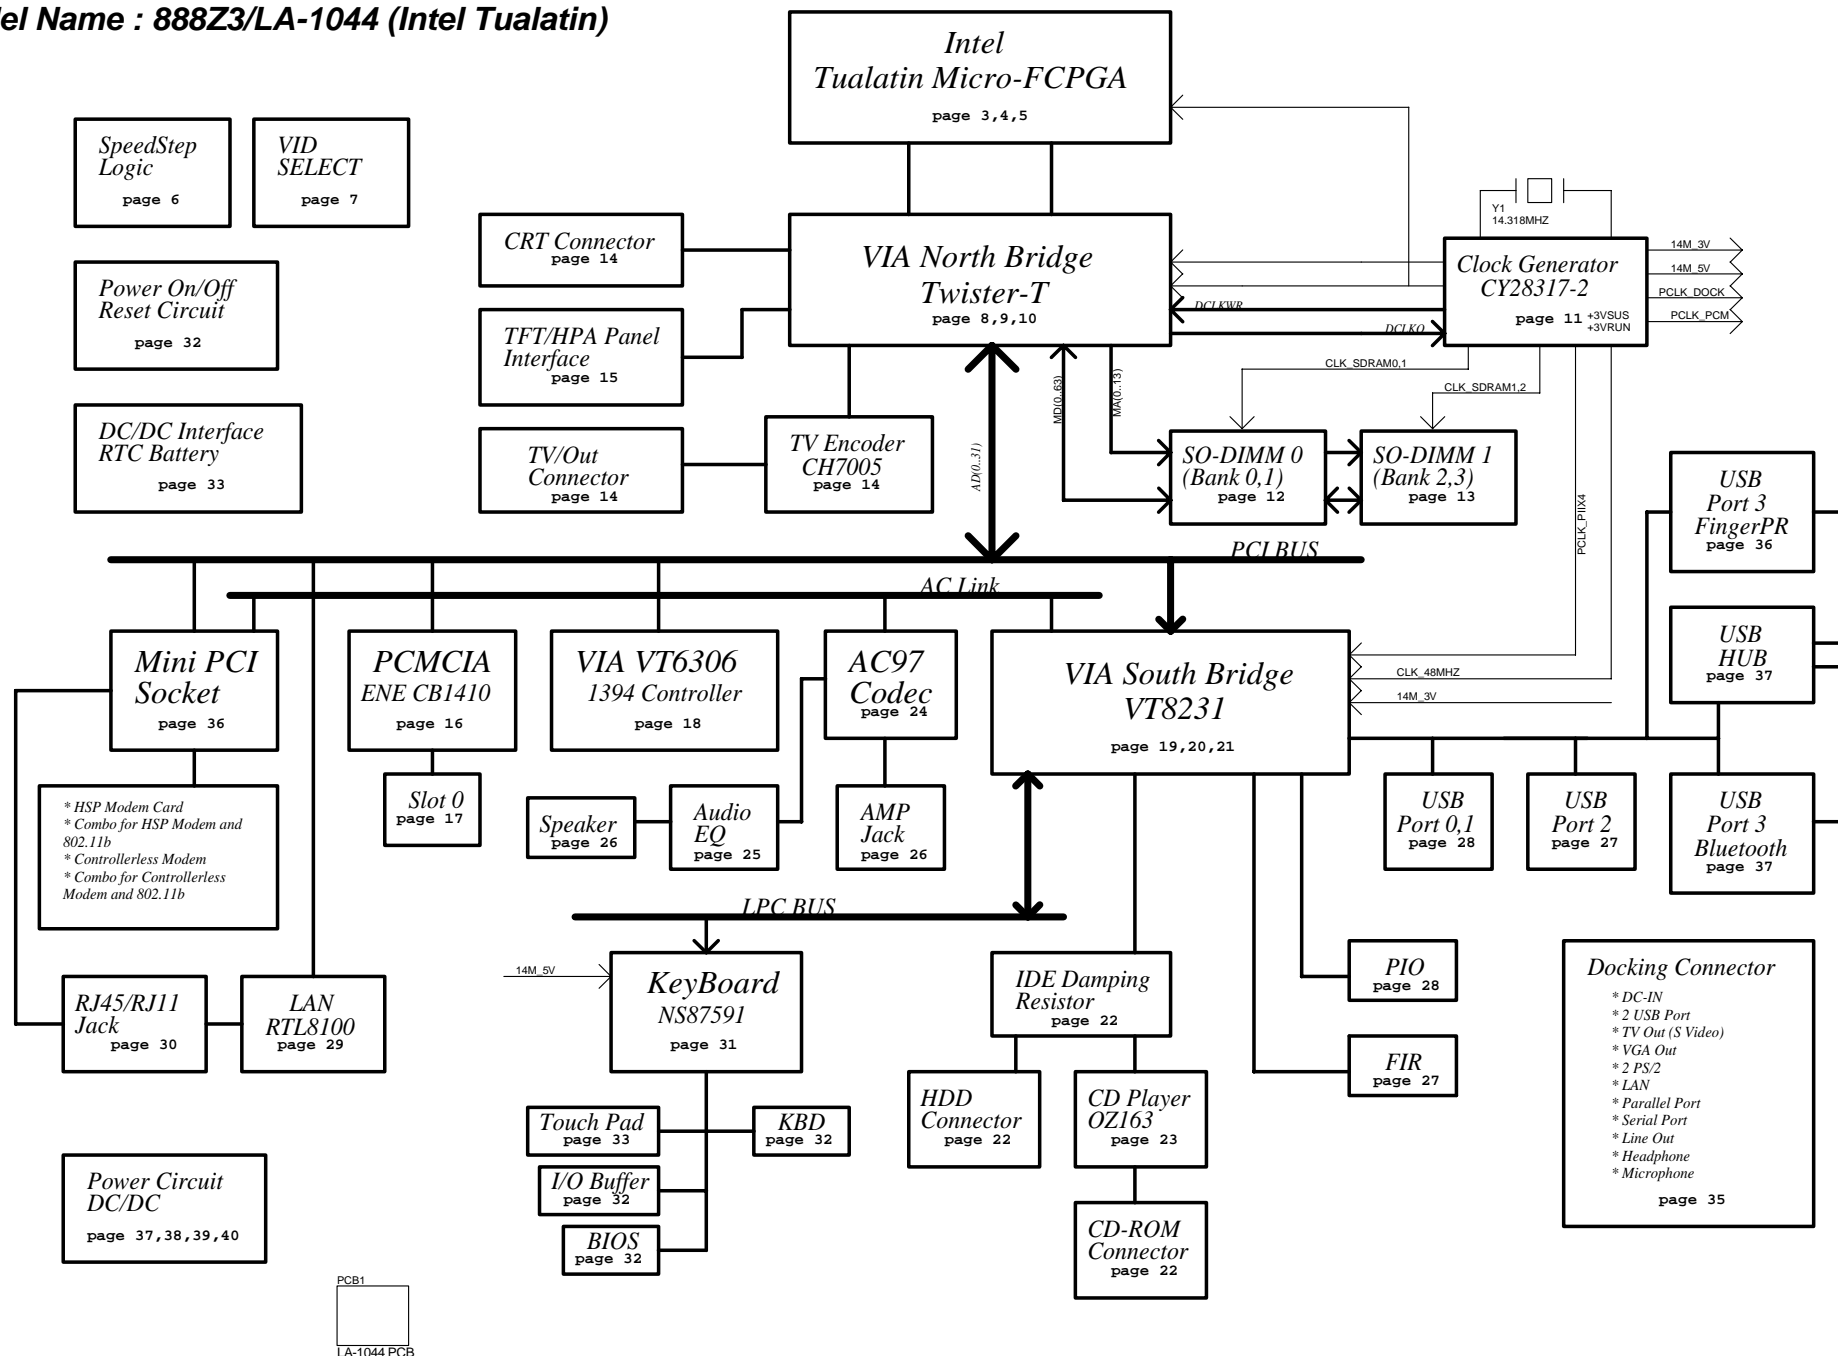 el Name : 888Z3/LA-1044 (Intel Tualatin)
Intel
Tualatin Micro-FCPGA
page 3,4,5
SpeedStep
Logic
page 6
VID
SELECT
page 7
Y1
14.318MHZ
CRT Connector
page 14
VIA North Bridge
Twister-T
page 8,9,10
Clock Generator
CY28317-2
page 11
+3VSUS
+3VRUN
14M_3V
14M_5V
PCLK_DOCK
PCLK_PCM
DCLKWR
DCLKO
Power On/Off
Reset Circuit
page 32
TFT/HPA Panel
Interface
page 15
CLK_SDRAM0,1
CLK_SDRAM1,2
MD(0..63)
MA(0..13)
AD(0..31)
PCLK_PIIX4
DC/DC Interface
RTC Battery
page 33
TV/Out
Connector
page 14
TV Encoder
CH7005
page 14
SO-DIMM 0
(Bank 0,1)
page 12
SO-DIMM 1
(Bank 2,3)
page 13
USB
Port 3
FingerPR
page 36
PCI BUS
AC Link
Mini PCI
Socket
page 36
PCMCIA
ENE CB1410
page 16
VIA VT6306
1394 Controller
page 18
AC97
Codec
page 24
VIA South Bridge
VT8231
page 19,20,21
CLK_48MHZ
14M_3V
USB
HUB
page 37
* HSP Modem Card
* Combo for HSP Modem and
802.11b
* Controllerless Modem
* Combo for Controllerless
Modem and 802.11b
Slot 0
page 17
Speaker
page 26
Audio
EQ
page 25
AMP
Jack
page 26
USB
Port 0,1
page 28
USB
Port 2
page 27
USB
Port 3
Bluetooth
page 37
LPC BUS
14M_5V
RJ45/RJ11
Jack
page 30
LAN
RTL8100
page 29
KeyBoard
NS87591
page 31
IDE Damping
Resistor
page 22
PIO
page 28
FIR
page 27
Docking Connector
* DC-IN
* 2 USB Port
* TV Out (S Video)
* VGA Out
* 2 PS/2
* LAN
* Parallel Port
* Serial Port
* Line Out
* Headphone
* Microphone
page 35
Touch Pad
page 33
KBD
page 32
HDD
Connector
page 22
CD Player
OZ163
page 23
Power Circuit
DC/DC
page 37,38,39,40
I/O Buffer
page 32
BIOS
page 32
CD-ROM
Connector
page 22
PCB1
LA-1044 PCB